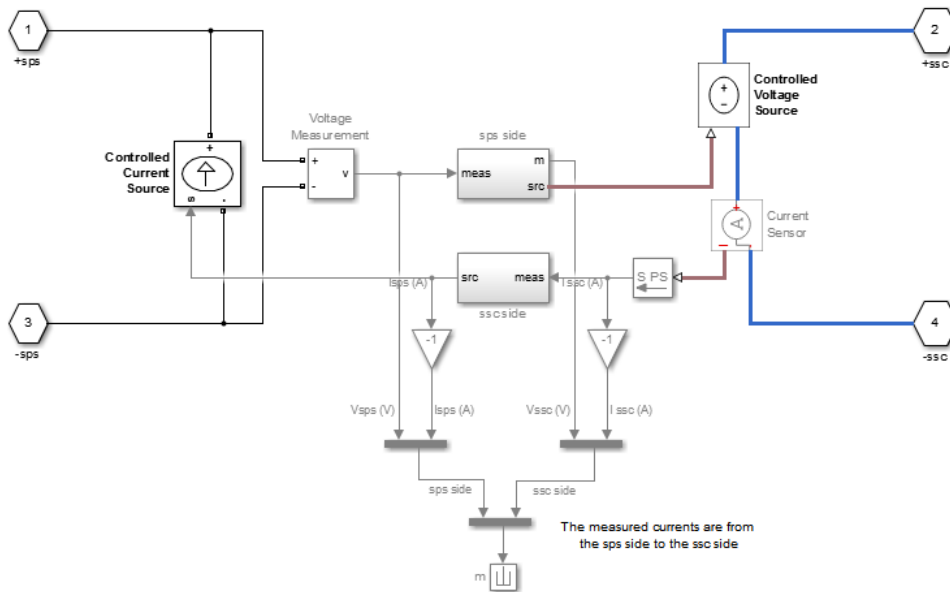 1
+sps
2
+ssc
Controlled
Voltage
Source
+
−
Voltage
Measurement
sps side
Controlled
Current
Source
+
s
-
+
-
v
meas
m
src
+
A
−
Current
Sensor
src
meas
ssc side
S PS
Isps (A)
I ssc (A)
3
-sps
4
-ssc
-1
-1
Vsps (V)
Isps (A)
Vssc (V)
I ssc (A)
sps side
ssc side
The measured currents are from
the sps side to the ssc side
m